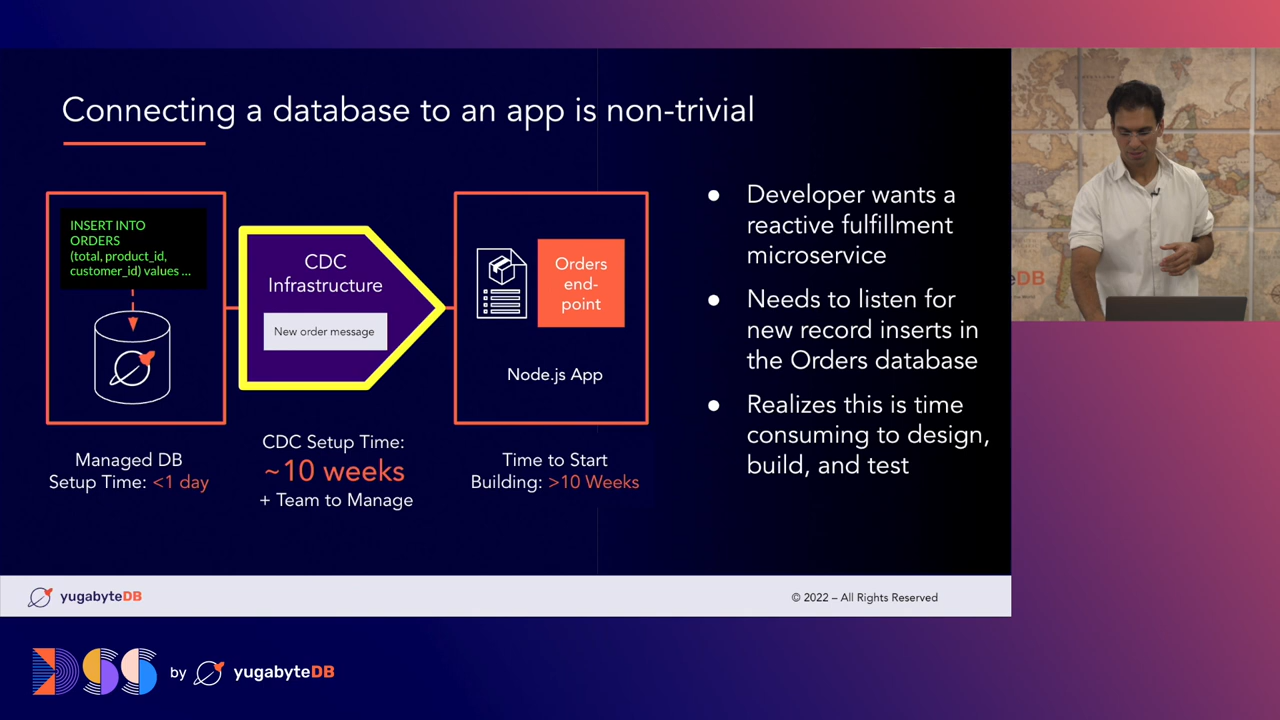 Connecting a database to an app is non-trivial
INSERT INTO
ORDERS
(total, product_id,
customer_id) values ...
CDC
Infrastructure
New order message
Orders
end-
point
Node.js App
Managed DB
Setup Time: <1 day
CDC Setup Time:
~10 weeks
+ Team to Manage
Time to Start
Building: >10 Weeks
● Developer wants a
reactive fulfillment
microservice
● Needs to listen for
new record inserts in
the Orders database
● Realizes this is time
consuming to design,
build, and test
DB
yugabyteDB
© 2022 – All Rights Reserved
DSS by yugabyteDB